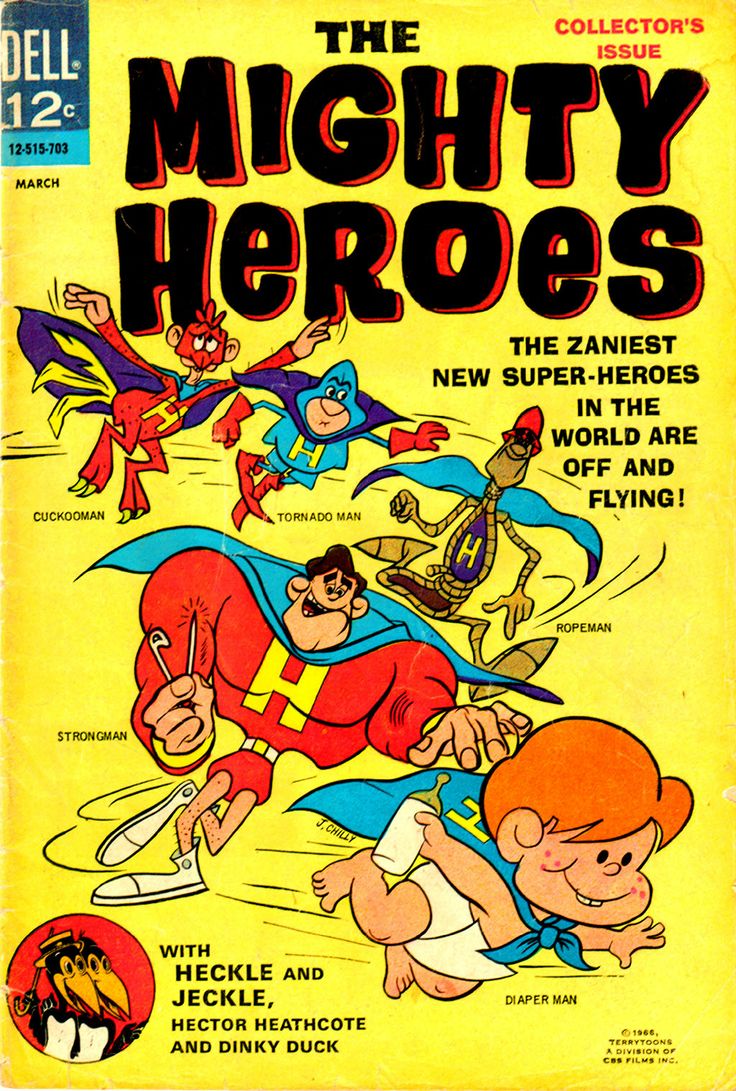 DELL®
12c
12-515-703
MARCH
COLLECTOR'S
ISSUE
THE
MIGHTY
HEROES
THE ZANIEST
NEW SUPER-HEROES
IN THE
WORLD ARE
OFF AND
FLYING!
H
CUCKOOMAN
H
TORNADO MAN
H
ROPEMAN
H
STRONGMAN
H
J. CHILLY
DIAPER MAN
WITH
HECKLE AND
JECKLE,
HECTOR HEATHCOTE
AND DINKY DUCK
©1966,
TERRYTOONS
A DIVISION OF
CBS FILMS INC.